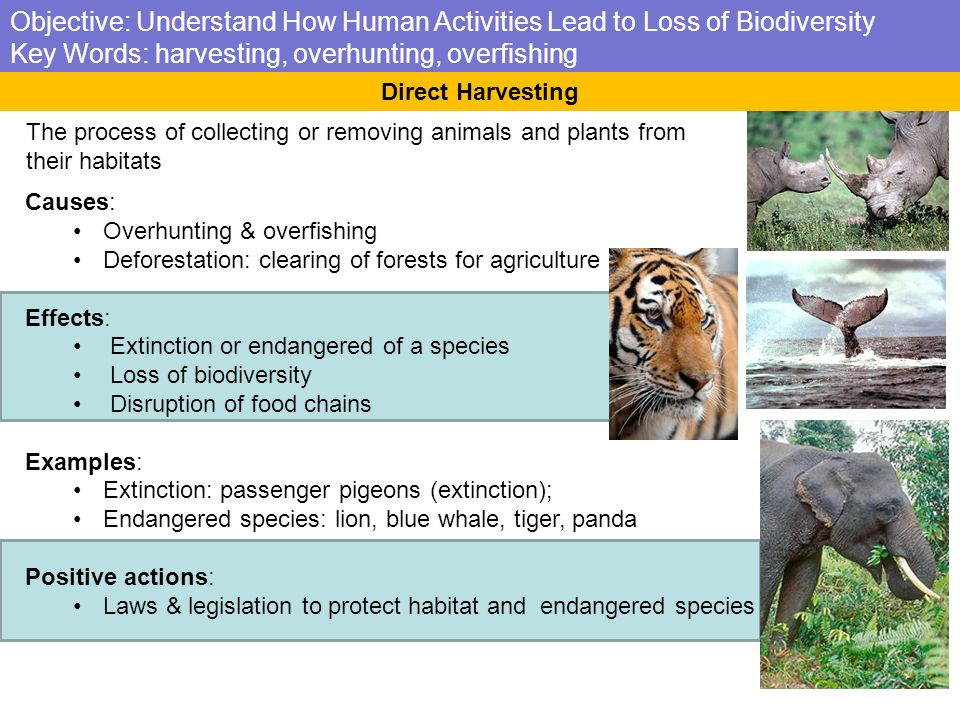 Objective: Understand How Human Activities Lead to Loss of Biodiversity
Key Words: harvesting, overhunting, overfishing
Direct Harvesting
The process of collecting or removing animals and plants from
their habitats
Causes:
• Overhunting & overfishing
• Deforestation: clearing of forests for agriculture
Effects:
• Extinction or endangered of a species
• Loss of biodiversity
• Disruption of food chains
Examples:
• Extinction: passenger pigeons (extinction);
• Endangered species: lion, blue whale, tiger, panda
Positive actions:
• Laws & legislation to protect habitat and endangered species